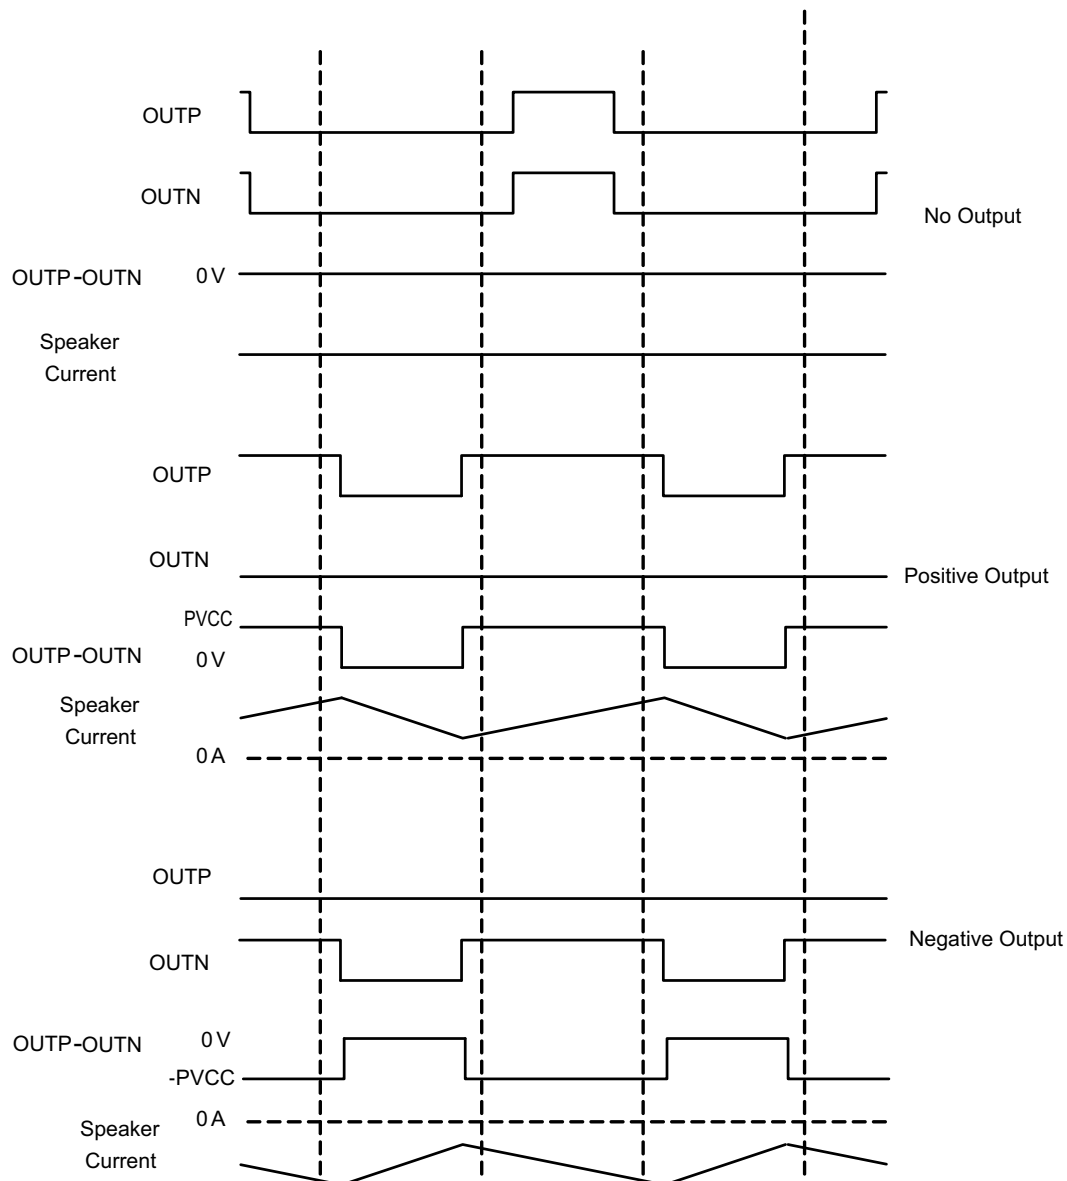 OUTP
OUTN
No Output
OUTP-OUTN 0 V
Speaker
Current
OUTP
OUTN
Positive Output
PVCC
OUTP-OUTN 0 V
Speaker
Current
0 A
OUTP
Negative Output
OUTN
OUTP-OUTN 0 V
-PVCC
0 A
Speaker
Current